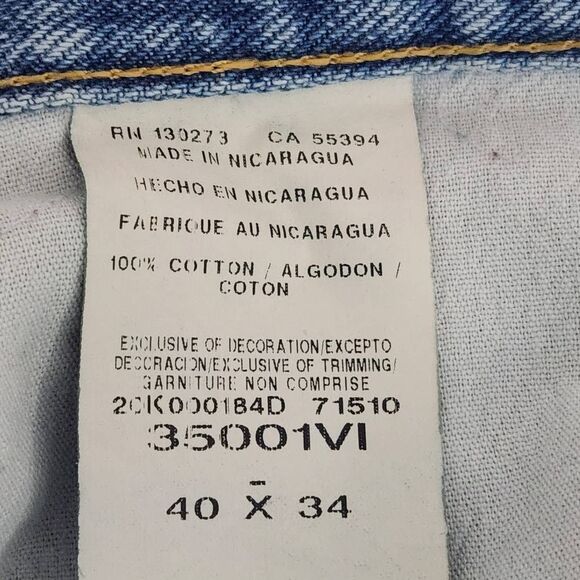 RN 130273 CA 55394
MADE IN NICARAGUA
HECHO EN NICARAGUA
FABRIQUE AU NICARAGUA
100% COTTON / ALGODON /
COTON
EXCLUSIVE OF DECORATION/EXCEPTO
DECORACION/EXCLUSIVE OF TRIMMING/
GARNITURE NON COMPRISE
20K000184D 71510
35001VI
40 X 34